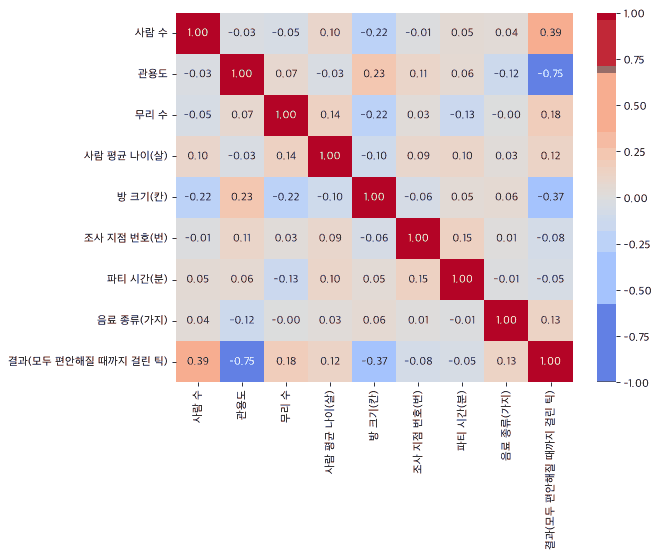 사람 수 1.00 -0.03 -0.05 0.10 -0.22 -0.01 0.05 0.04 0.39
관용도 -0.03 1.00 0.07 -0.03 0.23 0.11 0.06 -0.12 -0.75
무리 수 -0.05 0.07 1.00 0.14 -0.22 0.03 -0.13 -0.00 0.18
사람 평균 나이(살) 0.10 -0.03 0.14 1.00 -0.10 0.09 0.10 0.03 0.12
방 크기(칸) -0.22 0.23 -0.22 -0.10 1.00 -0.06 0.05 0.06 -0.37
조사 지점 번호(번) -0.01 0.11 0.03 0.09 -0.06 1.00 0.15 0.01 -0.08
파티 시간(분) 0.05 0.06 -0.13 0.10 0.05 0.15 1.00 -0.01 -0.05
음료 종류(가지) 0.04 -0.12 -0.00 0.03 0.06 0.01 -0.01 1.00 0.13
결과(모두 편안해질 때까지 걸린 틱) 0.39 -0.75 0.18 0.12 -0.37 -0.08 -0.05 0.13 1.00
사람 수
관용도
무리 수
사람 평균 나이(살)
방 크기(칸)
조사 지점 번호(번)
파티 시간(분)
음료 종류(가지)
결과(모두 편안해질 때까지 걸린 틱)
1.00
0.75
0.50
0.25
0.00
-0.25
-0.50
-0.75
-1.00